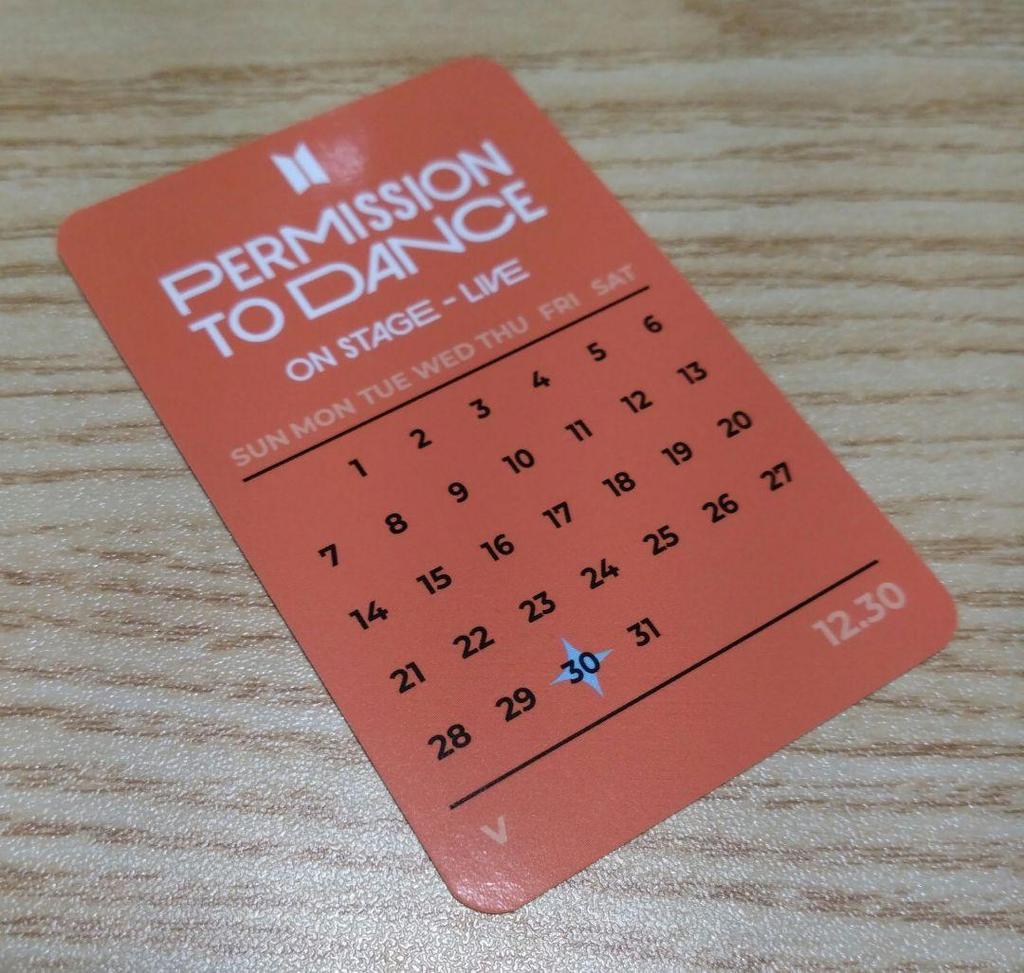 PERMISSION
TO DANCE
ON STAGE - LIVE
SUN MON TUE WED THU FRI SAT
1 2 3 4 5 6
7 8 9 10 11 12 13
14 15 16 17 18 19 20
21 22 23 24 25 26 27
28 29 30 31
V 12.30